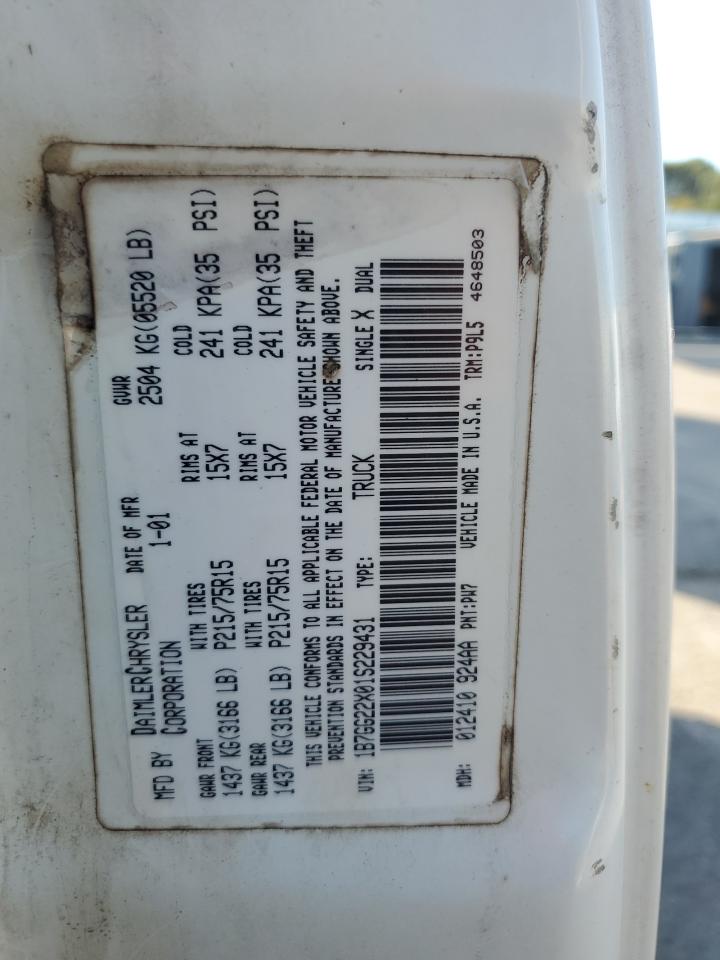 MFD BY DAIMLERCHRYSLER CORPORATION
DATE OF MFR 1-01
GVWR 2504 KG(05520 LB)
GAWR FRONT WITH TIRES RIMS AT COLD
1437 KG(3166 LB) P215/75R15 15X7 241 KPA(35 PSI)
GAWR REAR WITH TIRES RIMS AT COLD
1437 KG(3166 LB) P215/75R15 15X7 241 KPA(35 PSI)
THIS VEHICLE CONFORMS TO ALL APPLICABLE FEDERAL MOTOR VEHICLE SAFETY AND THEFT
PREVENTION STANDARDS IN EFFECT ON THE DATE OF MANUFACTURE SHOWN ABOVE.
VIN: 1B7GG22X01S229431 TYPE: TRUCK SINGLE X DUAL
MDH: 012410 924AA PNT:PW7 VEHICLE MADE IN U.S.A. TRM:P9L5 4648503